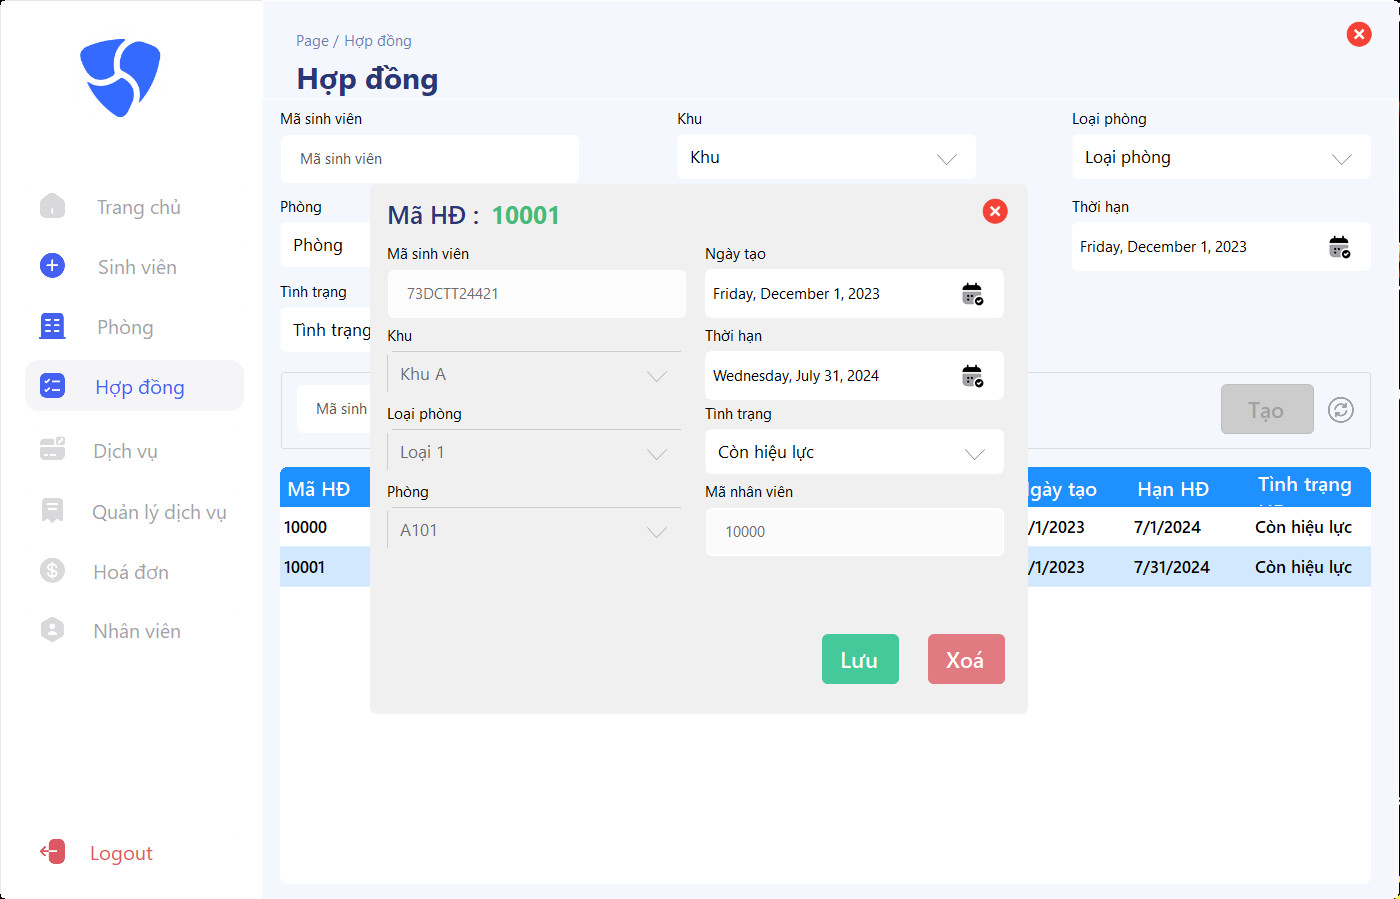 Page / Hợp đồng
Hợp đồng
Mã sinh viên
Khu
Loại phòng
Mã sinh viên
Khu
Loại phòng
Phòng
Thời hạn
Phòng
Friday, December 1, 2023
Tình trạng
Tình trạng
Mã sinh
Tạo
Mã HĐ : 10001
Mã sinh viên
Ngày tạo
73DCTT24421
Friday, December 1, 2023
Khu
Thời hạn
Khu A
Wednesday, July 31, 2024
Loại phòng
Tình trạng
Loại 1
Còn hiệu lực
Phòng
Mã nhân viên
A101
10000
Lưu
Xoá
Mã HĐ
gày tạo
Hạn HĐ
Tình trạng
10000
/1/2023
7/1/2024
Còn hiệu lực
10001
/1/2023
7/31/2024
Còn hiệu lực
Trang chủ
Sinh viên
Phòng
Hợp đồng
Dịch vụ
Quản lý dịch vụ
Hoá đơn
Nhân viên
Logout